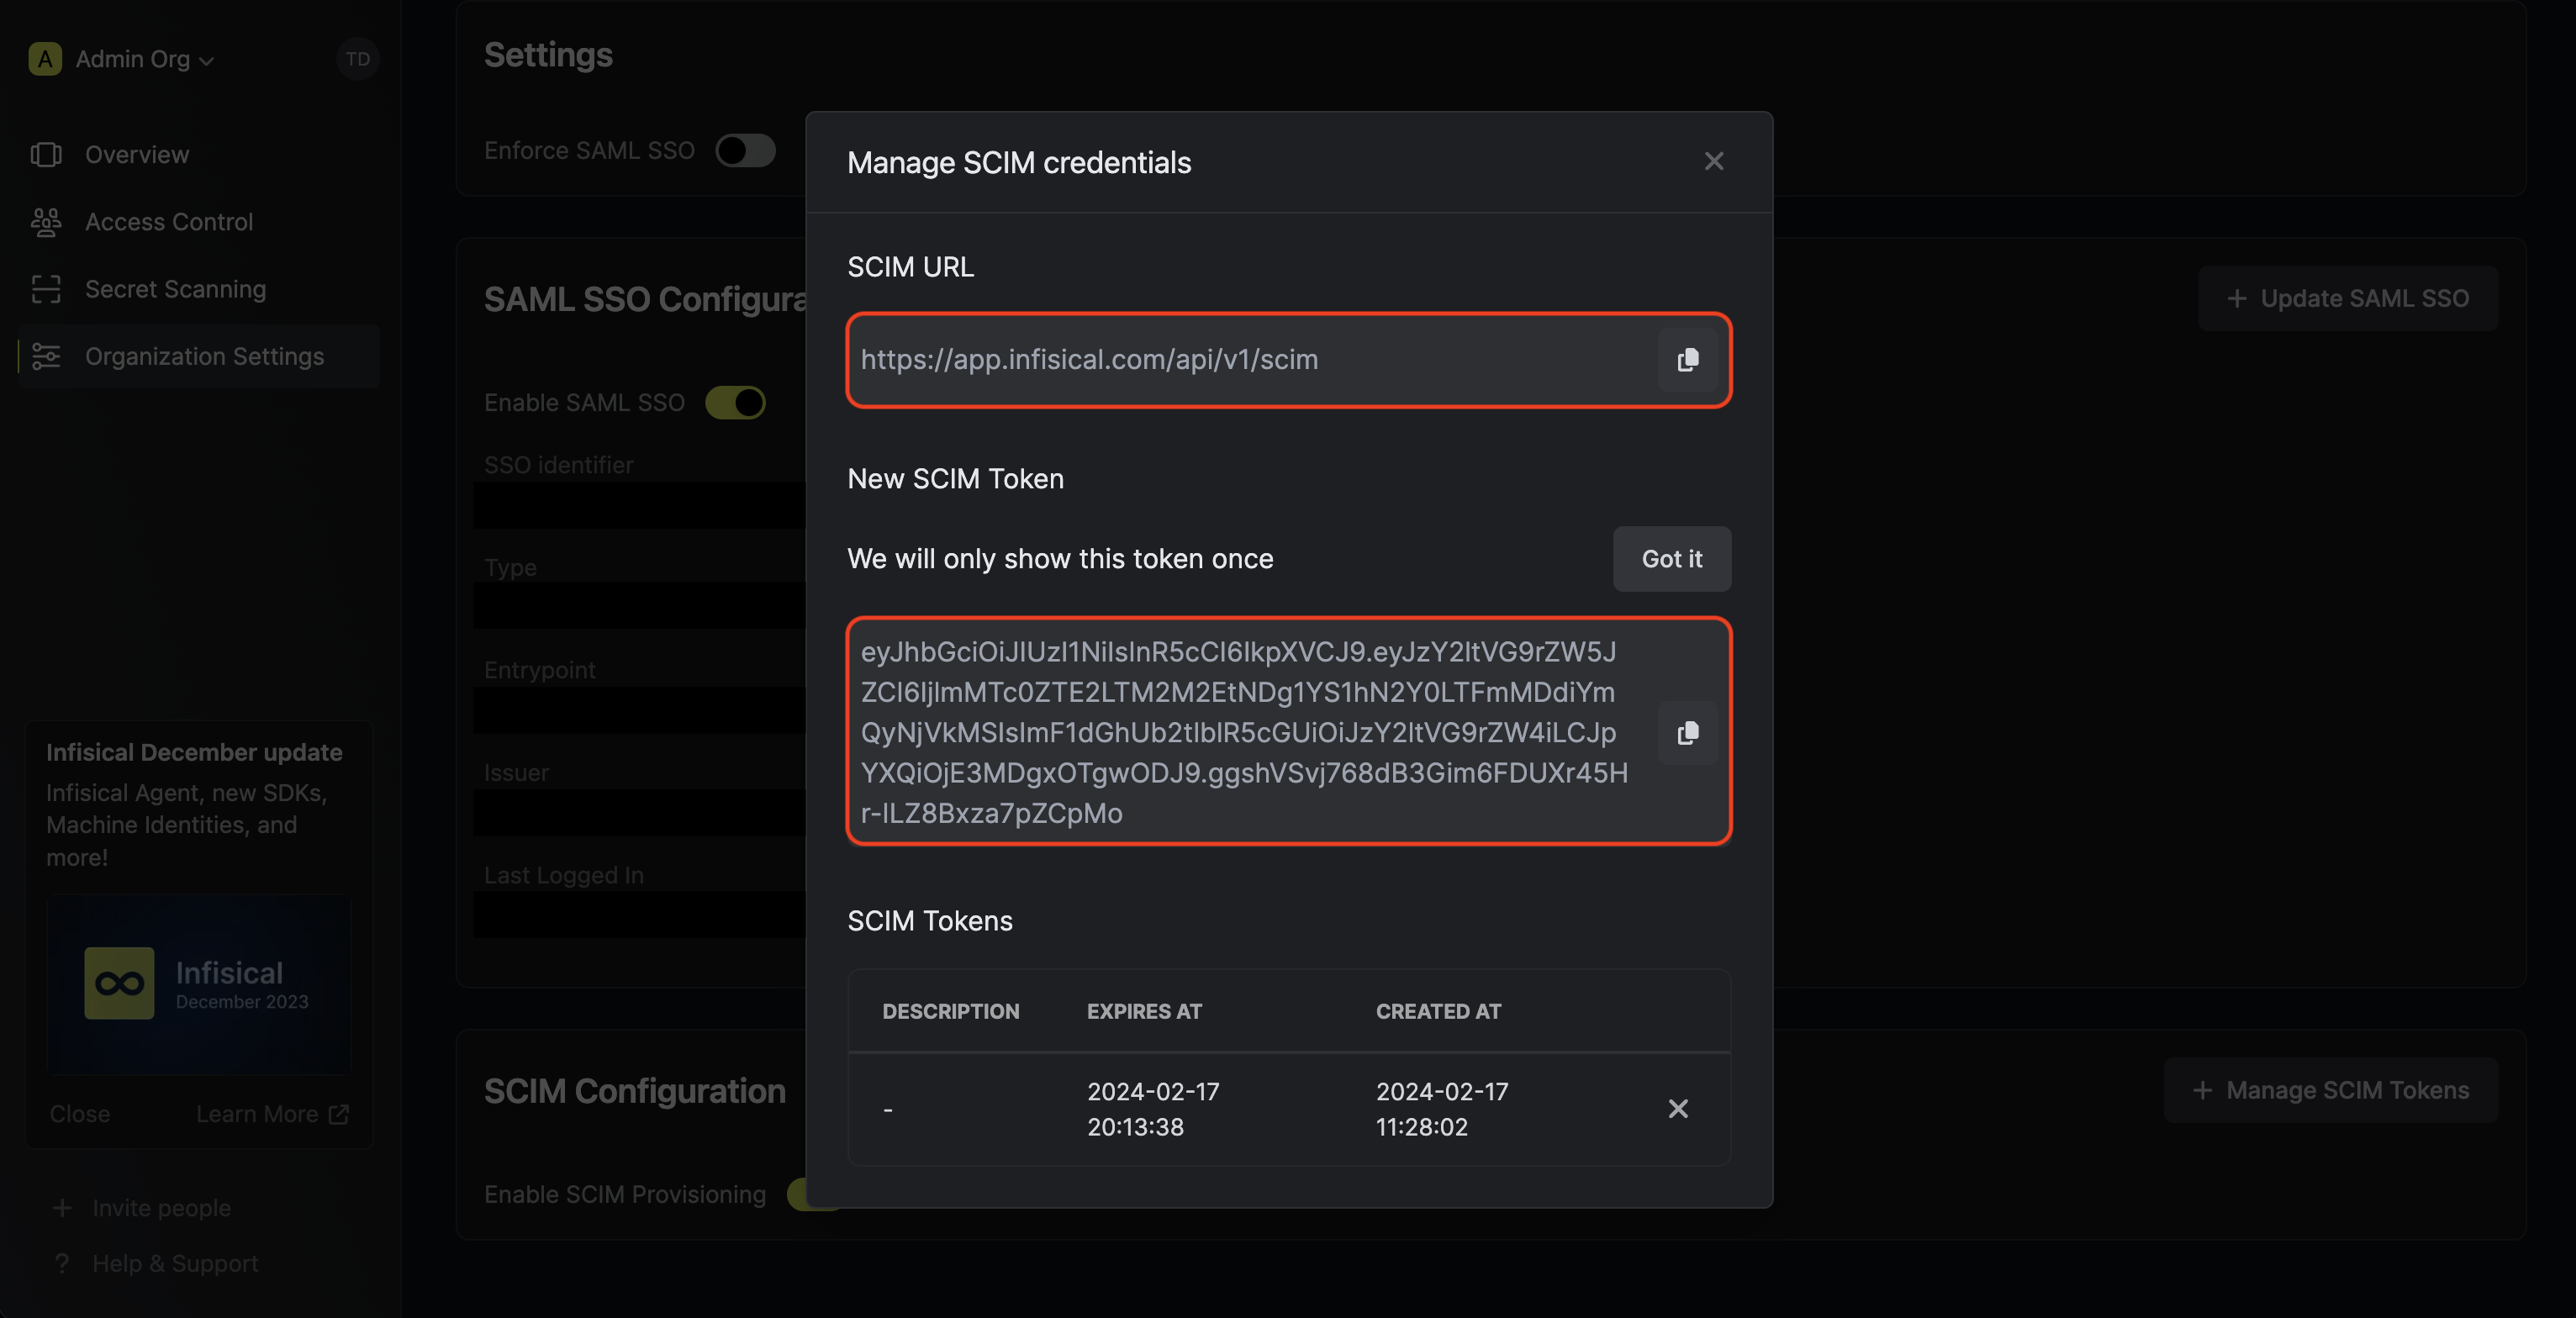 A Admin Org
TD
Overview
Access Control
Secret Scanning
Organization Settings
Infisical December update
Infisical Agent, new SDKs,
Machine Identities, and
more!
Infisical
December 2023
Close
Learn More
Invite people
? Help & Support
Settings
Enforce SAML SSO
SAML SSO Configura
+ Update SAML SSO
Enable SAML SSO
SSO identifier
Type
Entrypoint
Issuer
Last Logged In
SCIM Configuration
+ Manage SCIM Tokens
Enable SCIM Provisioning
Manage SCIM credentials
SCIM URL
https://app.infisical.com/api/v1/scim
New SCIM Token
We will only show this token once
Got it
eyJhbGciOiJIUzI1NiIsInR5cCI6IkpXVCJ9.eyJzY2ltVG9rZW5J
ZCI6IjlmMTc0ZTE2LTM2M2EtNDg1YS1hN2Y0LTFmMDdiYm
QyNjVkMSIsImF1dGhUb2tlblR5cGUiOiJzY2ltVG9rZW4iLCJp
YXQiOjE3MDgxOTgwODJ9.ggshVSvj768dB3Gim6FDUXr45H
r-ILZ8Bxza7pZCpMo
SCIM Tokens
DESCRIPTION EXPIRES AT CREATED AT
- 2024-02-17 2024-02-17
20:13:38 11:28:02